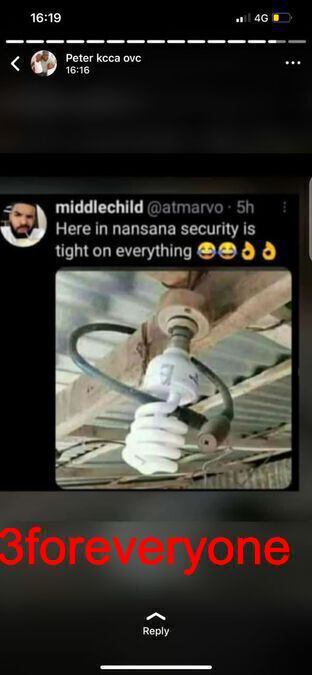 16:19
4G
Peter kcca ovc
16:16
middlechild @atmarvo · 5h
Here in nansana security is
tight on everything 😂😂👌👌
3foreveryone
Reply